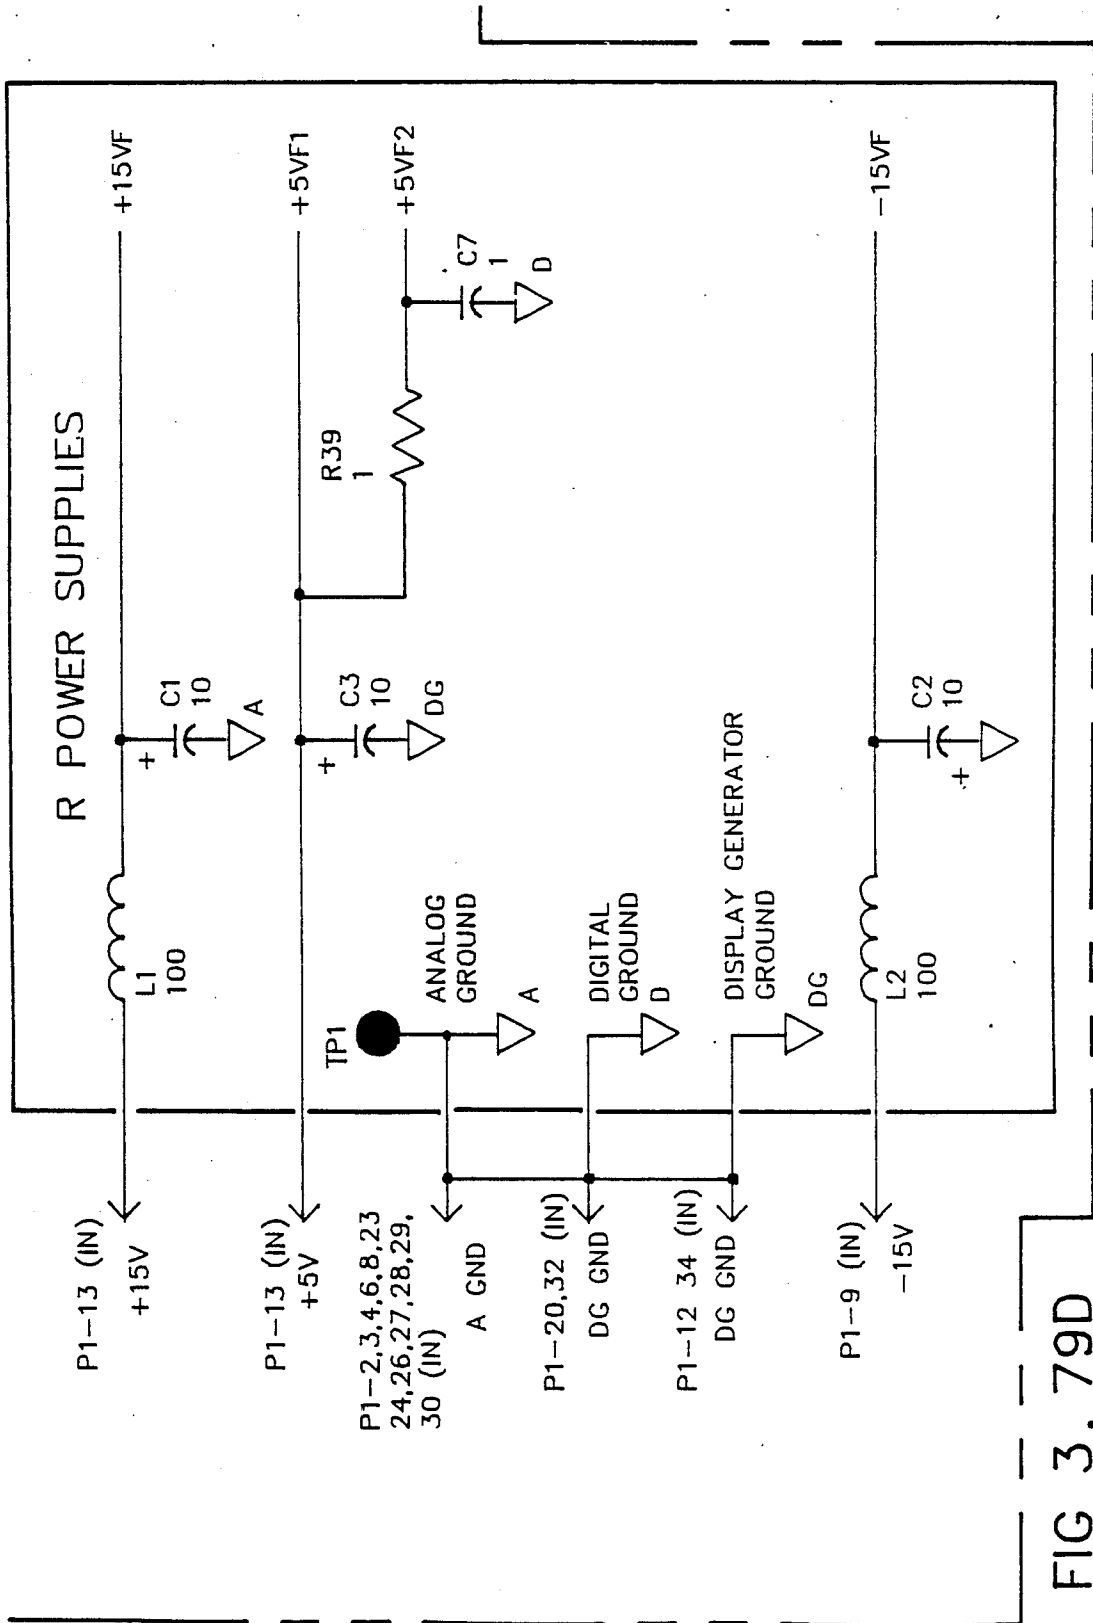 R POWER SUPPLIES
P1-13 (IN)
+15V
L1
100
+
C1
10
A
+15VF
P1-13 (IN)
+5V
+
C3
10
DG
+5VF1
R39
1
+5VF2
C7
1
D
P1-2,3,4,6,8,23
24,26,27,28,29,
30 (IN)
A GND
TP1
ANALOG
GROUND
A
P1-20,32 (IN)
DG GND
DIGITAL
GROUND
D
P1-12 34 (IN)
DG GND
DISPLAY GENERATOR
GROUND
DG
P1-9 (IN)
-15V
L2
100
C2
10
+
-15VF
FIG 3. 79D